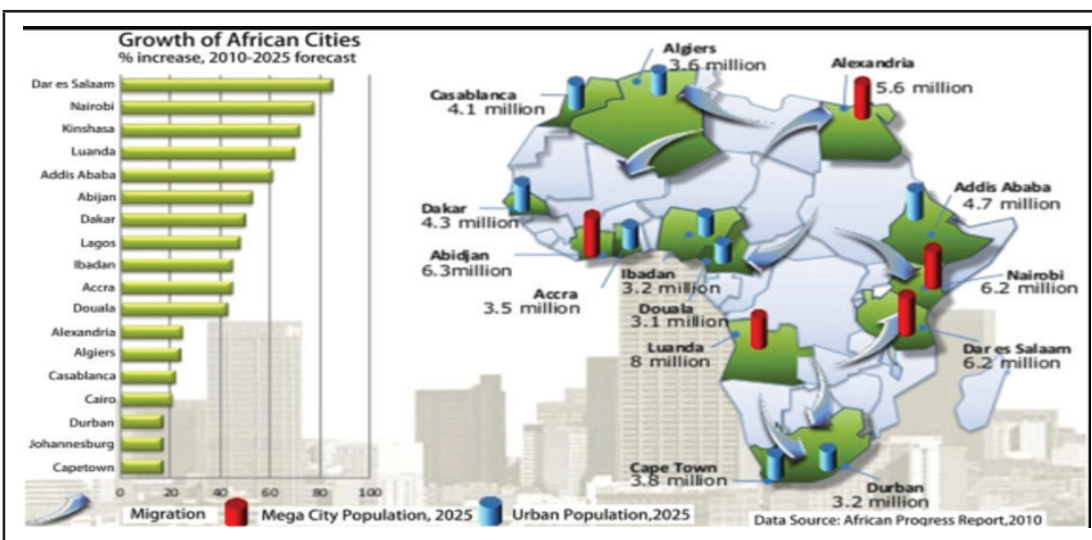 Growth of African Cities
% increase, 2010-2025 forecast
Dar es Salaam
Nairobi
Kinshasa
Luanda
Addis Ababa
Abijan
Dakar
Lagos
Ibadan
Accra
Douala
Alexandria
Algiers
Casablanca
Cairo
Durban
Johannesburg
Capetown
0 20 40 60 80 100
Algiers
3.6 million
Alexandria
5.6 million
Casablanca
4.1 million
Dakar
4.3 million
Addis Ababa
4.7 million
Abidjan
6.3million
Ibadan
3.2 million
Nairobi
6.2 million
Accra
3.5 million
Douala
3.1 million
Luanda
8 million
Dar es Salaam
6.2 million
Cape Town
3.8 million
Durban
3.2 million
Migration
Mega City Population, 2025
Urban Population,2025
Data Source: African Progress Report,2010